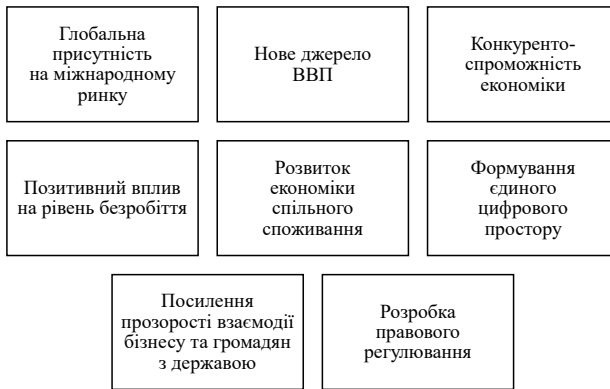 Глобальна
присутність
на міжнародному
ринку
Нове джерело
ВВП
Конкуренто-
спроможність
економіки
Позитивний вплив
на рівень безробіття
Розвиток
економіки
спільного
споживання
Формування
єдиного
цифрового
простору
Посилення
прозорості взаємодії
бізнесу та громадян
з державою
Розробка
правового
регулювання